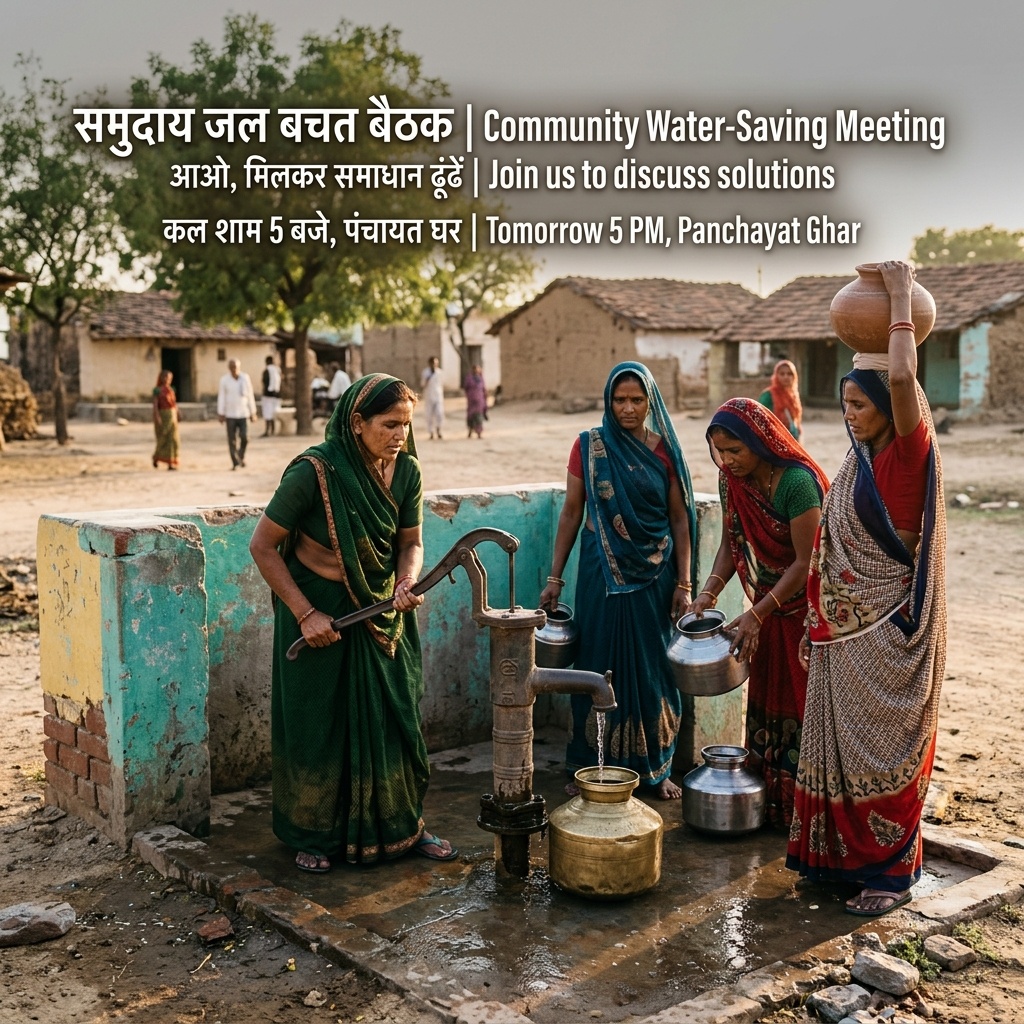 समुदाय जल बचत बैठक | Community Water-Saving Meeting
आओ, मिलकर समाधान ढूंढें | Join us to discuss solutions
कल शाम 5 बजे, पंचायत घर | Tomorrow 5 PM, Panchayat Ghar